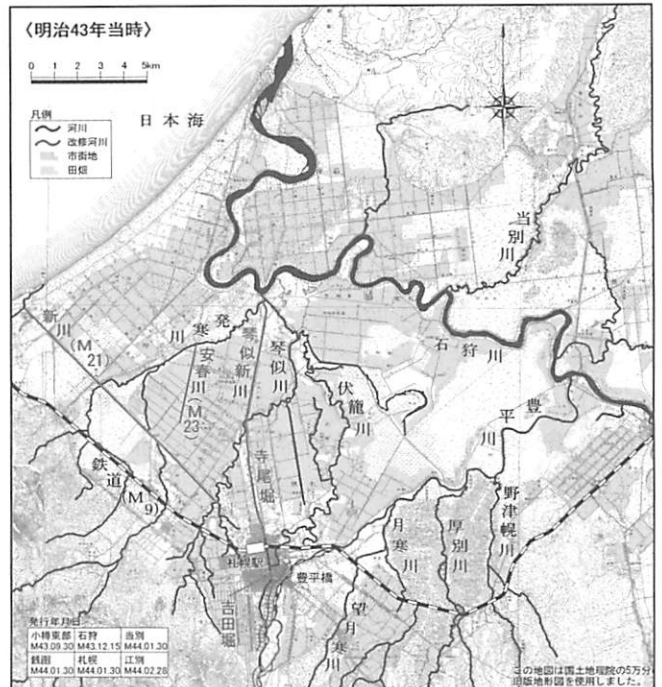 〈明治43年当時〉
0 1 2 3 4 5km
凡例
河川
改修河川
市街地
田畑
日本海
当別川
石狩川
新川(M21)
発寒川
安春川(M23)
琴似新川
琴似川
伏籠川
豊平川
寺尾堀
鉄道(M9)
札幌駅
豊平橋
吉田堀
月寒川
厚別川
野津幌川
望月寒川
発行年月日
小樽東部 石狩 当別
M43.09.30 M43.12.15 M44.01.30
銭函 札幌 江別
M44.01.30 M44.01.30 M44.02.28
この地図は国土地理院の5万分
旧版地形図を使用しました。